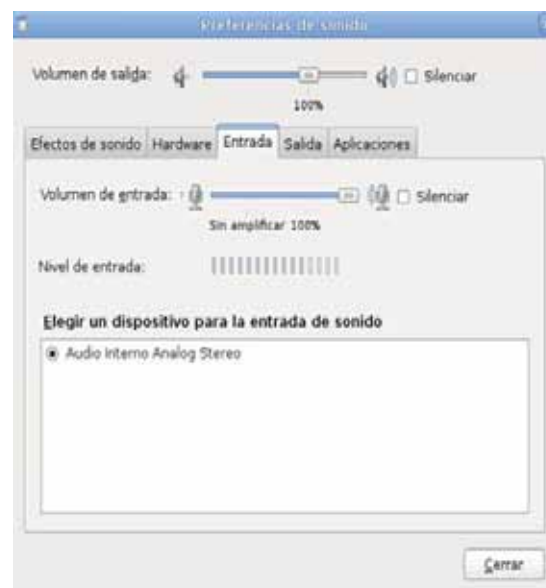 Preferencias de sonido
Volumen de salida: Silenciar
100%
Efectos de sonido Hardware Entrada Salida Aplicaciones
Volumen de entrada: Silenciar
Sin amplificar 100%
Nivel de entrada:
Elegir un dispositivo para la entrada de sonido
Audio Interno Analog Stereo
Cerrar